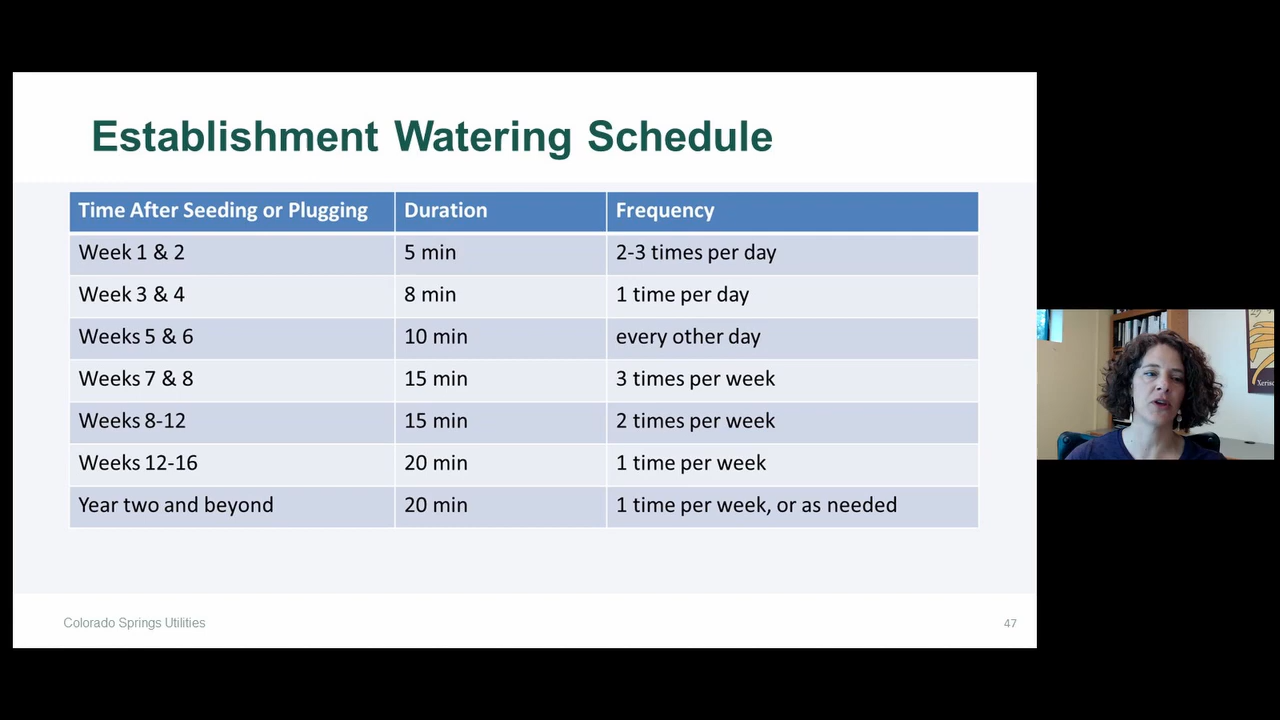 Establishment Watering Schedule
Time After Seeding or Plugging Duration Frequency
Week 1 & 2 5 min 2-3 times per day
Week 3 & 4 8 min 1 time per day
Weeks 5 & 6 10 min every other day
Weeks 7 & 8 15 min 3 times per week
Weeks 8-12 15 min 2 times per week
Weeks 12-16 20 min 1 time per week
Year two and beyond 20 min 1 time per week, or as needed
Colorado Springs Utilities 47